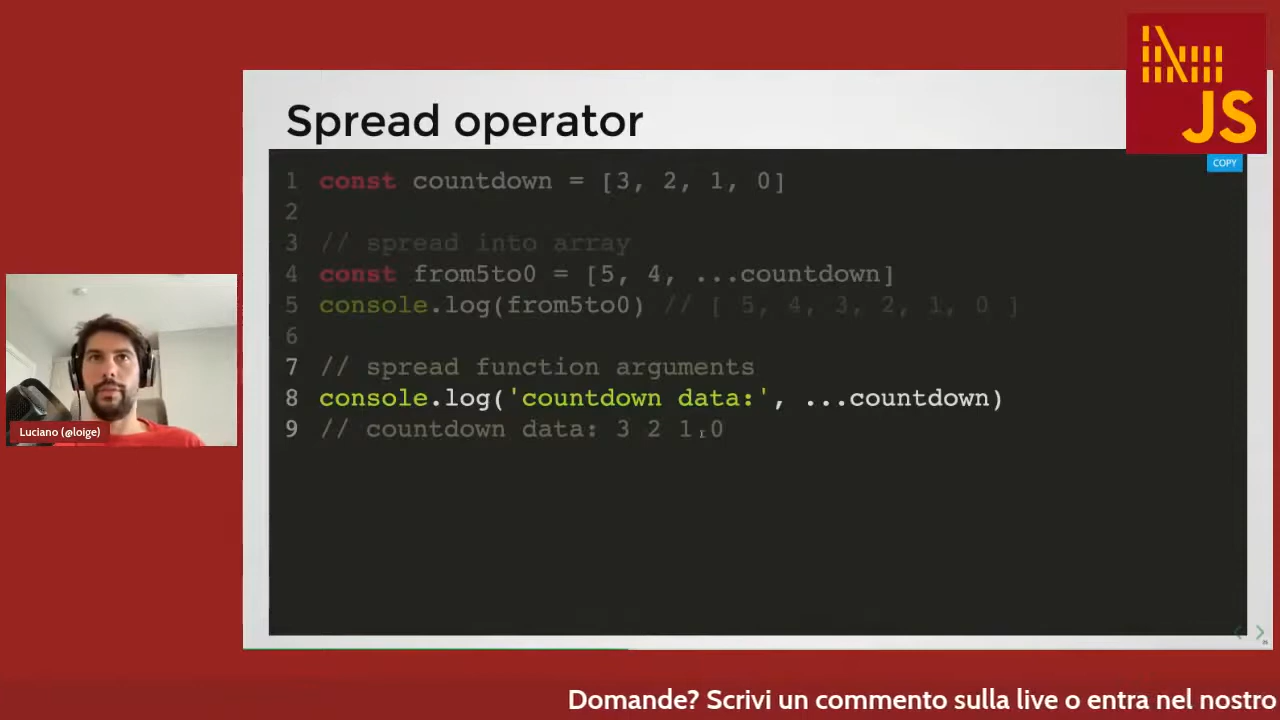 JS
Spread operator
COPY
1 const countdown = [3, 2, 1, 0]
2
3 // spread into array
4 const from5to0 = [5, 4, ...countdown]
5 console.log(from5to0) // [ 5, 4, 3, 2, 1, 0 ]
6
7 // spread function arguments
8 console.log('countdown data:', ...countdown)
9 // countdown data: 3 2 1 0
Luciano (@loige)
Domande? Scrivi un commento sulla live o entra nel nostro